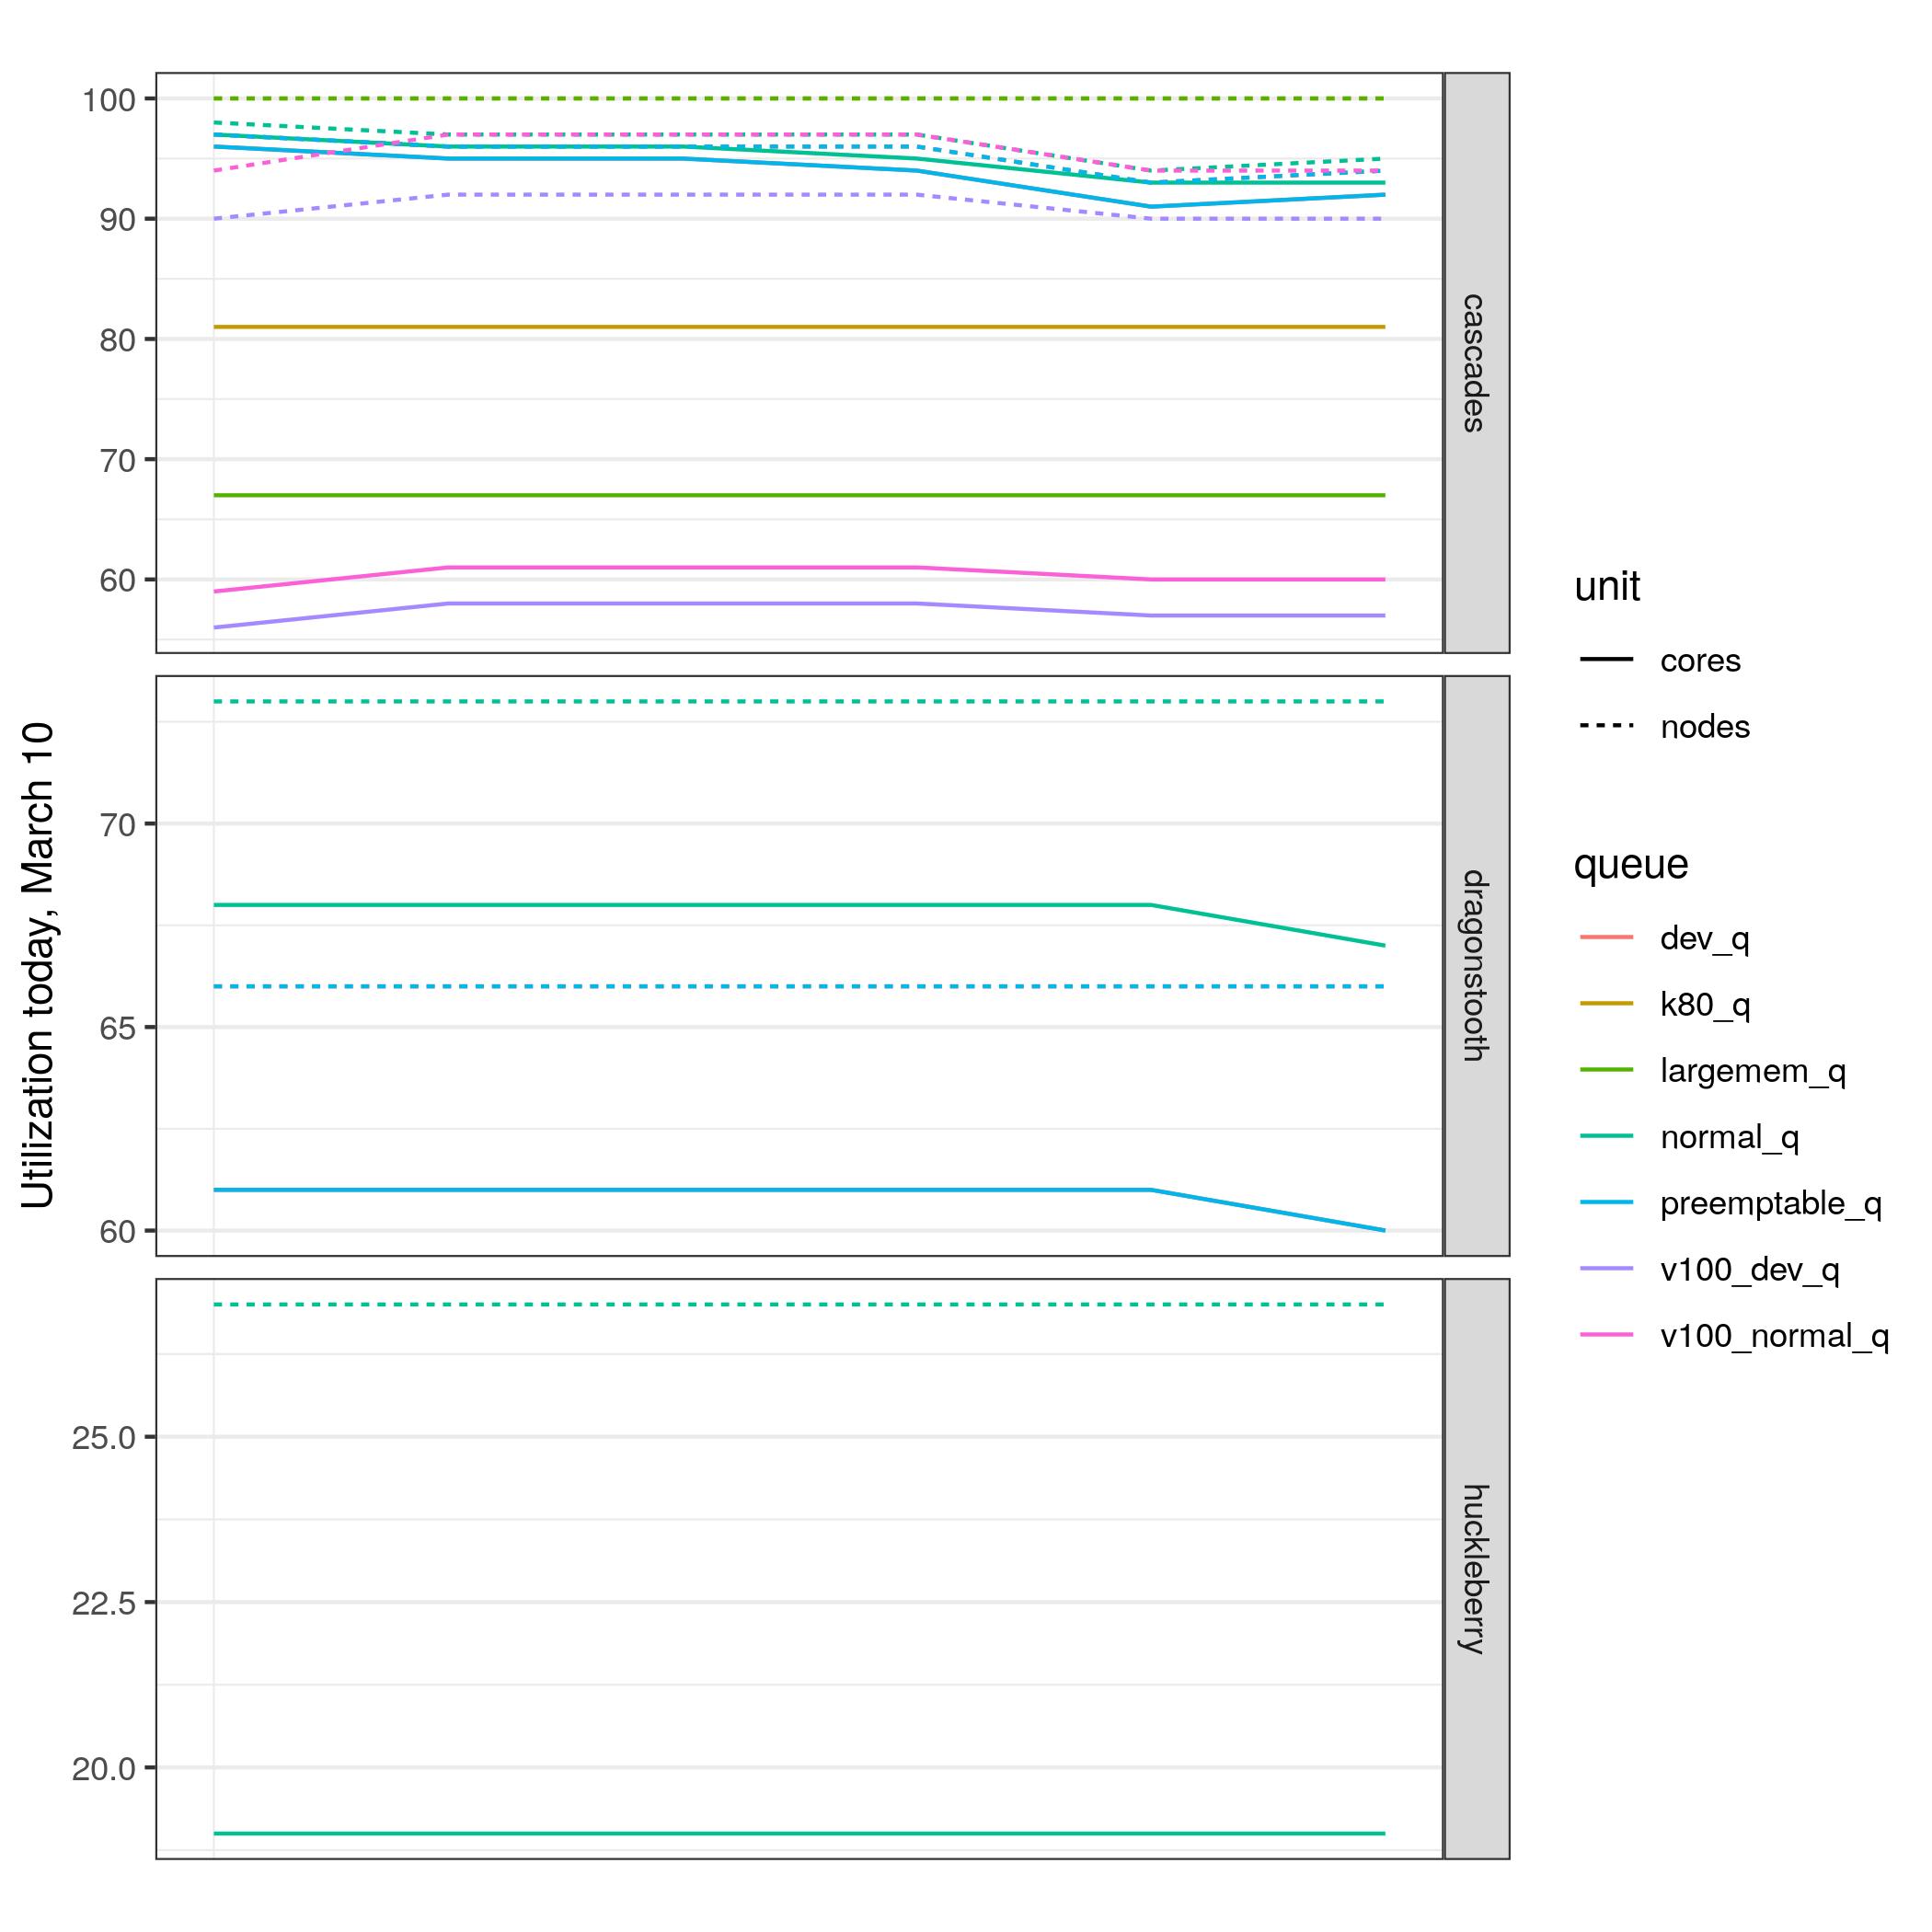 Utilization today, March 10
100
90
80
70
60
cascades
70
65
60
dragonstooth
25.0
22.5
20.0
huckleberry
unit
cores
nodes
queue
dev_q
k80_q
largemem_q
normal_q
preemptable_q
v100_dev_q
v100_normal_q